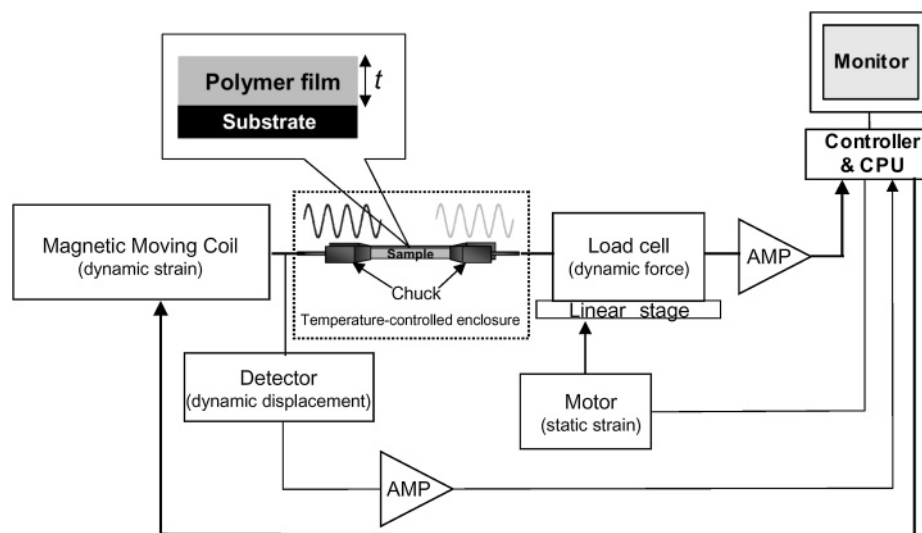 Polymer film
t
Substrate
Monitor
Controller
& CPU
Magnetic Moving Coil
(dynamic strain)
Sample
Chuck
Temperature-controlled enclosure
Load cell
(dynamic force)
AMP
Linear stage
Detector
(dynamic displacement)
Motor
(static strain)
AMP